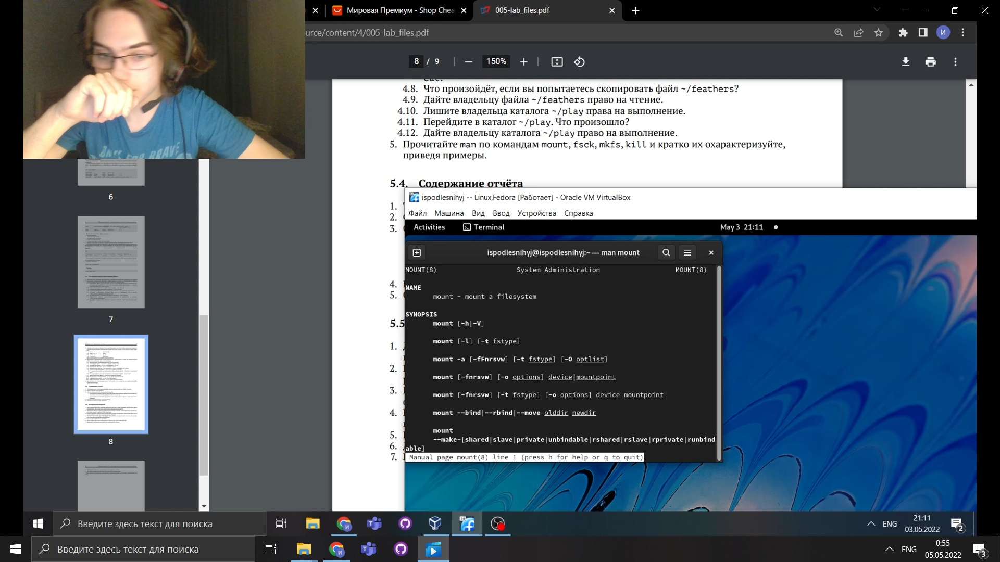 Мировая Премиум - Shop Chea
005-lab_files.pdf
urce/content/4/005-lab_files.pdf
И
8 / 9
150%
4.8. Что произойдёт, если вы попытаетесь скопировать файл ~/feathers?
4.9. Дайте владельцу файла ~/feathers право на чтение.
4.10. Лишите владельца каталога ~/play права на выполнение.
4.11. Перейдите в каталог ~/play. Что произошло?
4.12. Дайте владельцу каталога ~/play право на выполнение.
5. Прочитайте man по командам mount, fsck, mkfs, kill и кратко их охарактеризуйте,
приведя примеры.
5.4. Содержание отчёта
1.
2.
3.
4.
5.
5.5
1.
2.
3.
4.
5.
6.
7.
6
7
8
ispodlesnihyj -- Linux,Fedora [Работает] - Oracle VM VirtualBox
Файл Машина Вид Ввод Устройства Справка
Activities Terminal May 3 21:11
ispodlesnihyj@ispodlesnihyj:~ — man mount
MOUNT(8) System Administration MOUNT(8)
NAME
mount - mount a filesystem
SYNOPSIS
mount [-h|-V]
mount [-l] [-t fstype]
mount -a [-fFnrsvw] [-t fstype] [-O optlist]
mount [-fnrsvw] [-o options] device|mountpoint
mount [-fnrsvw] [-t fstype] [-o options] device mountpoint
mount --bind|--rbind|--move olddir newdir
mount
--make-[shared|slave|private|unbindable|rshared|rslave|rprivate|runbind
able]
Manual page mount(8) line 1 (press h for help or q to quit)
Введите здесь текст для поиска
ENG
21:11
03.05.2022
2
Введите здесь текст для поиска
ENG
0:55
05.05.2022
3